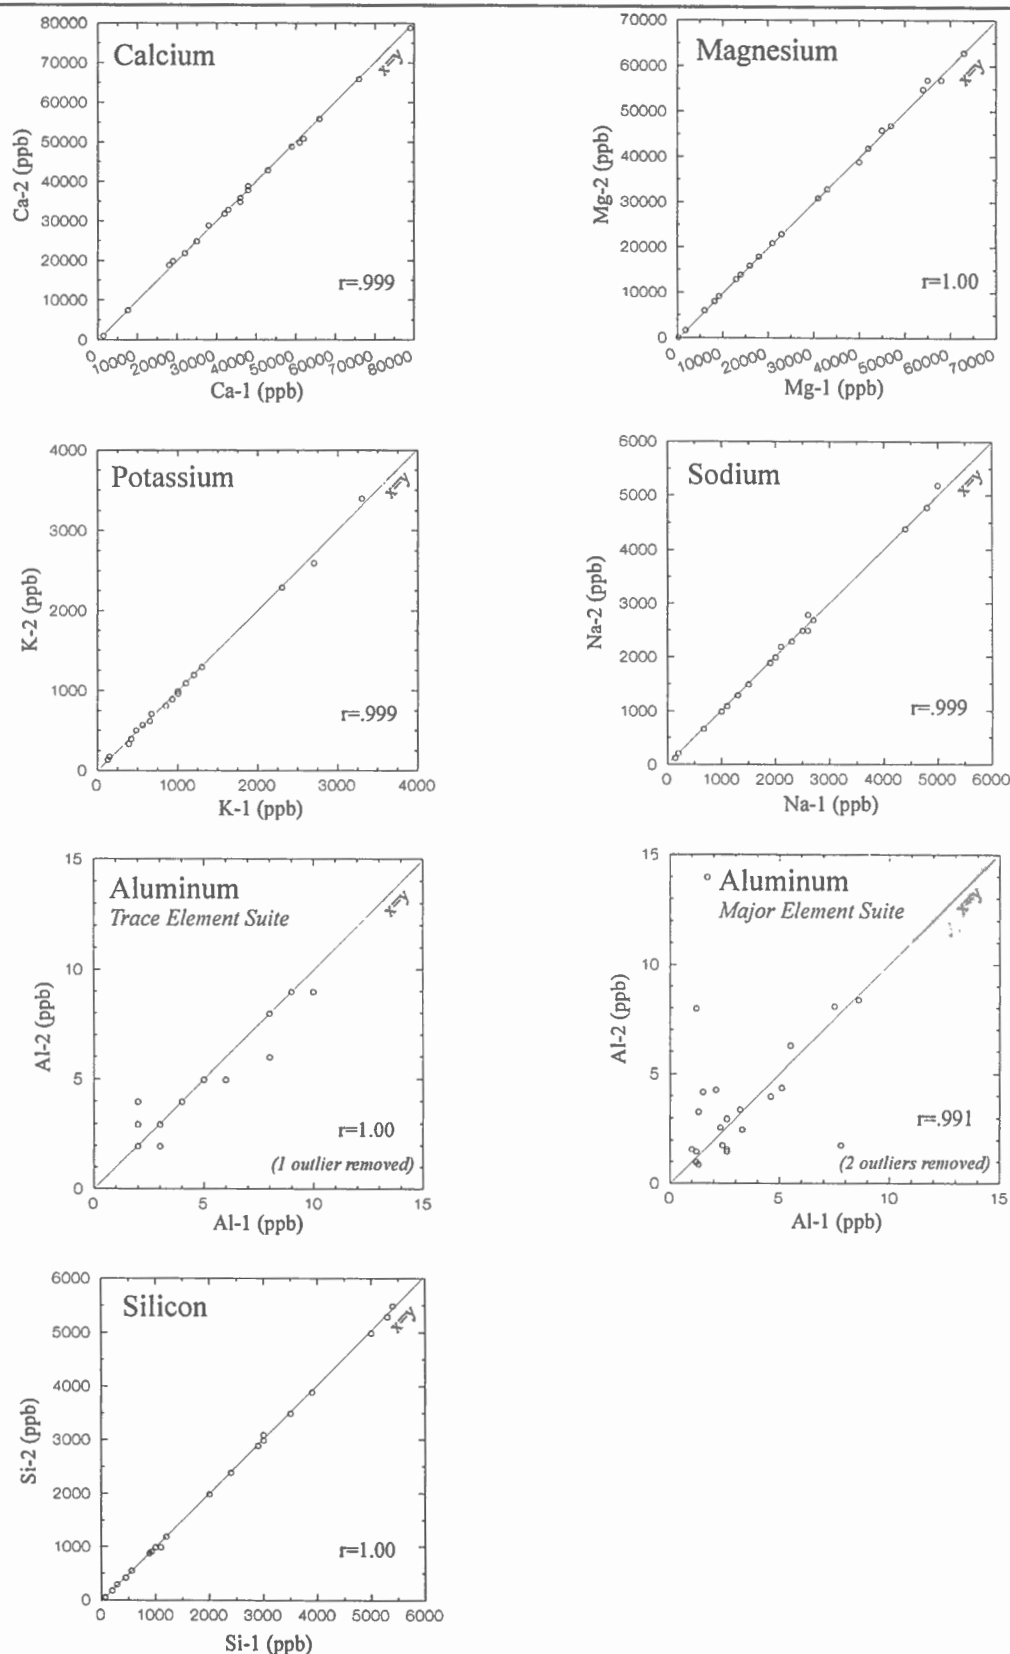 Calcium
x=y
r=.999
Ca-2 (ppb)
80000
70000
60000
50000
40000
30000
20000
10000
0
0 10000 20000 30000 40000 50000 60000 70000 80000
Ca-1 (ppb)
Magnesium
x=y
r=1.00
Mg-2 (ppb)
70000
60000
50000
40000
30000
20000
10000
0
10000 20000 30000 40000 50000 60000 70000
Mg-1 (ppb)
Potassium
x=y
r=.999
K-2 (ppb)
4000
3000
2000
1000
0
0 1000 2000 3000 4000
K-1 (ppb)
Sodium
x=y
r=.999
Na-2 (ppb)
6000
5000
4000
3000
2000
1000
0
0 1000 2000 3000 4000 5000 6000
Na-1 (ppb)
Aluminum
Trace Element Suite
x=y
r=1.00
(1 outlier removed)
Al-2 (ppb)
15
10
5
0
5 10 15
Al-1 (ppb)
Aluminum
Major Element Suite
x=y
r=.991
(2 outliers removed)
Al-2 (ppb)
15
10
5
0
0 5 10 15
Al-1 (ppb)
Silicon
x=y
r=1.00
Si-2 (ppb)
6000
5000
4000
3000
2000
1000
0
0 1000 2000 3000 4000 5000 6000
Si-1 (ppb)